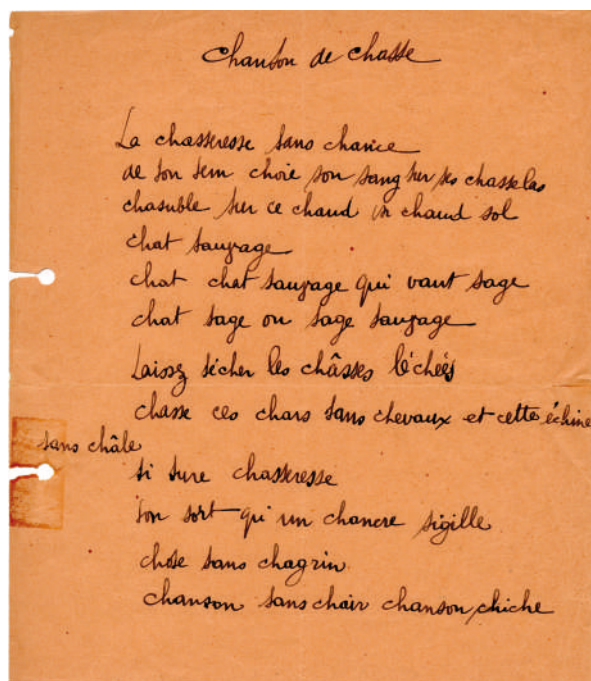 Chanson de chasse
La chasseresse sans chance
de son sein choie son sang sur ses chasselas
chasuble sur ce chaud si chaud sol
chat sauvage
chat chat sauvage qui vaut sage
chat sage ou sage sauvage
Laissez sécher les châsses léchées
chasse ces chars sans chevaux et cette échine
sans châle
si sure chasseresse
son sort qu'un chancre sigille
chose sans chagrin
chanson sans chair chanson chiche